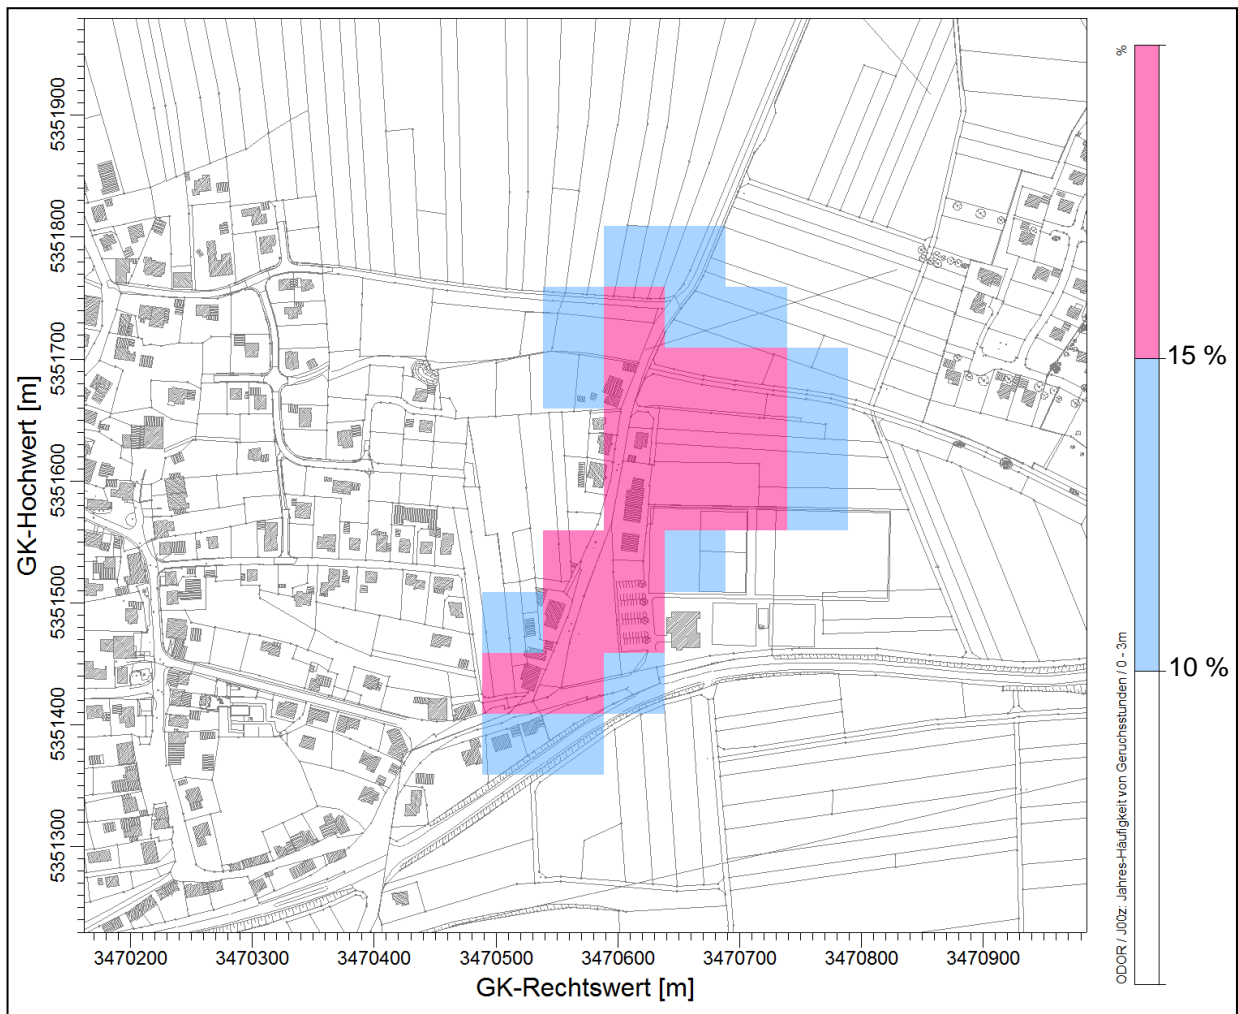 GK-Hochwert [m]
5351900
5351800
5351700
5351600
5351500
5351400
5351300
3470200 3470300 3470400 3470500 3470600 3470700 3470800 3470900
GK-Rechtswert [m]
%
15 %
10 %
ODOR / J00z: Jahres-Häufigkeit von Geruchsstunden / 0 - 3m